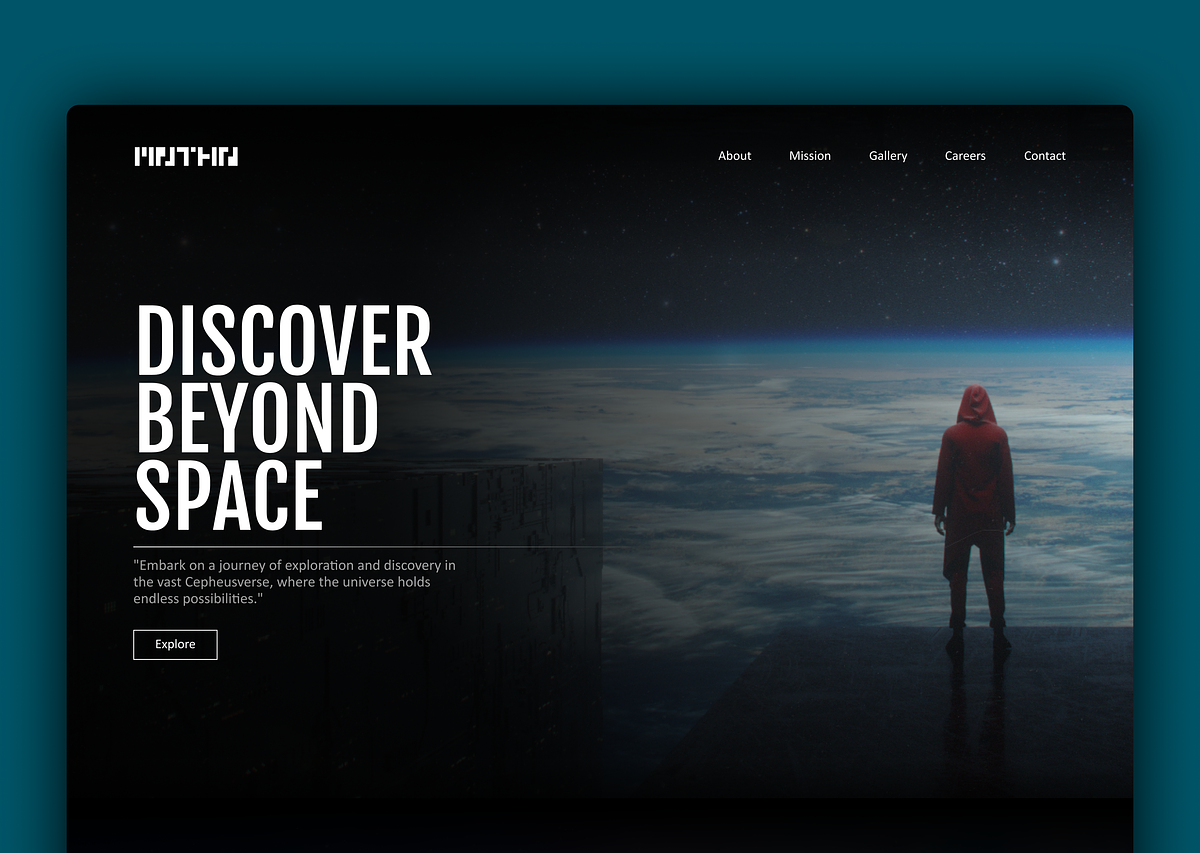 About Mission Gallery Careers Contact
DISCOVER
BEYOND
SPACE
"Embark on a journey of exploration and discovery in
the vast Cepheusverse, where the universe holds
endless possibilities."
Explore